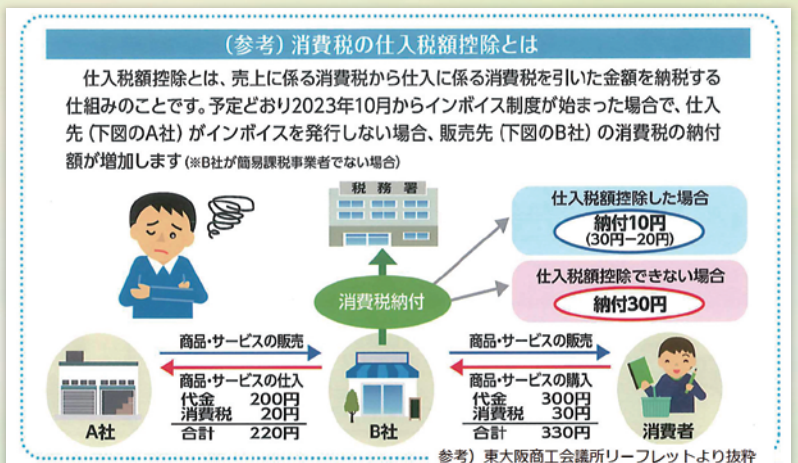 (参考) 消費税の仕入税額控除とは
仕入税額控除とは、売上に係る消費税から仕入に係る消費税を引いた金額を納税する
仕組みのことです。予定どおり2023年10月からインボイス制度が始まった場合で、仕入
先(下図のA社)がインボイスを発行しない場合、販売先(下図のB社)の消費税の納付
額が増加します(※B社が簡易課税事業者でない場合)
税務署
仕入税額控除した場合
納付10円
(30円ー20円)
消費税納付
仕入税額控除できない場合
納付30円
商品・サービスの販売
商品・サービスの仕入
代金 200円
消費税 20円
合計 220円
商品・サービスの販売
商品・サービスの購入
代金 300円
消費税 30円
合計 330円
A社
B社
消費者
参考)東大阪商工会議所リーフレットより抜粋